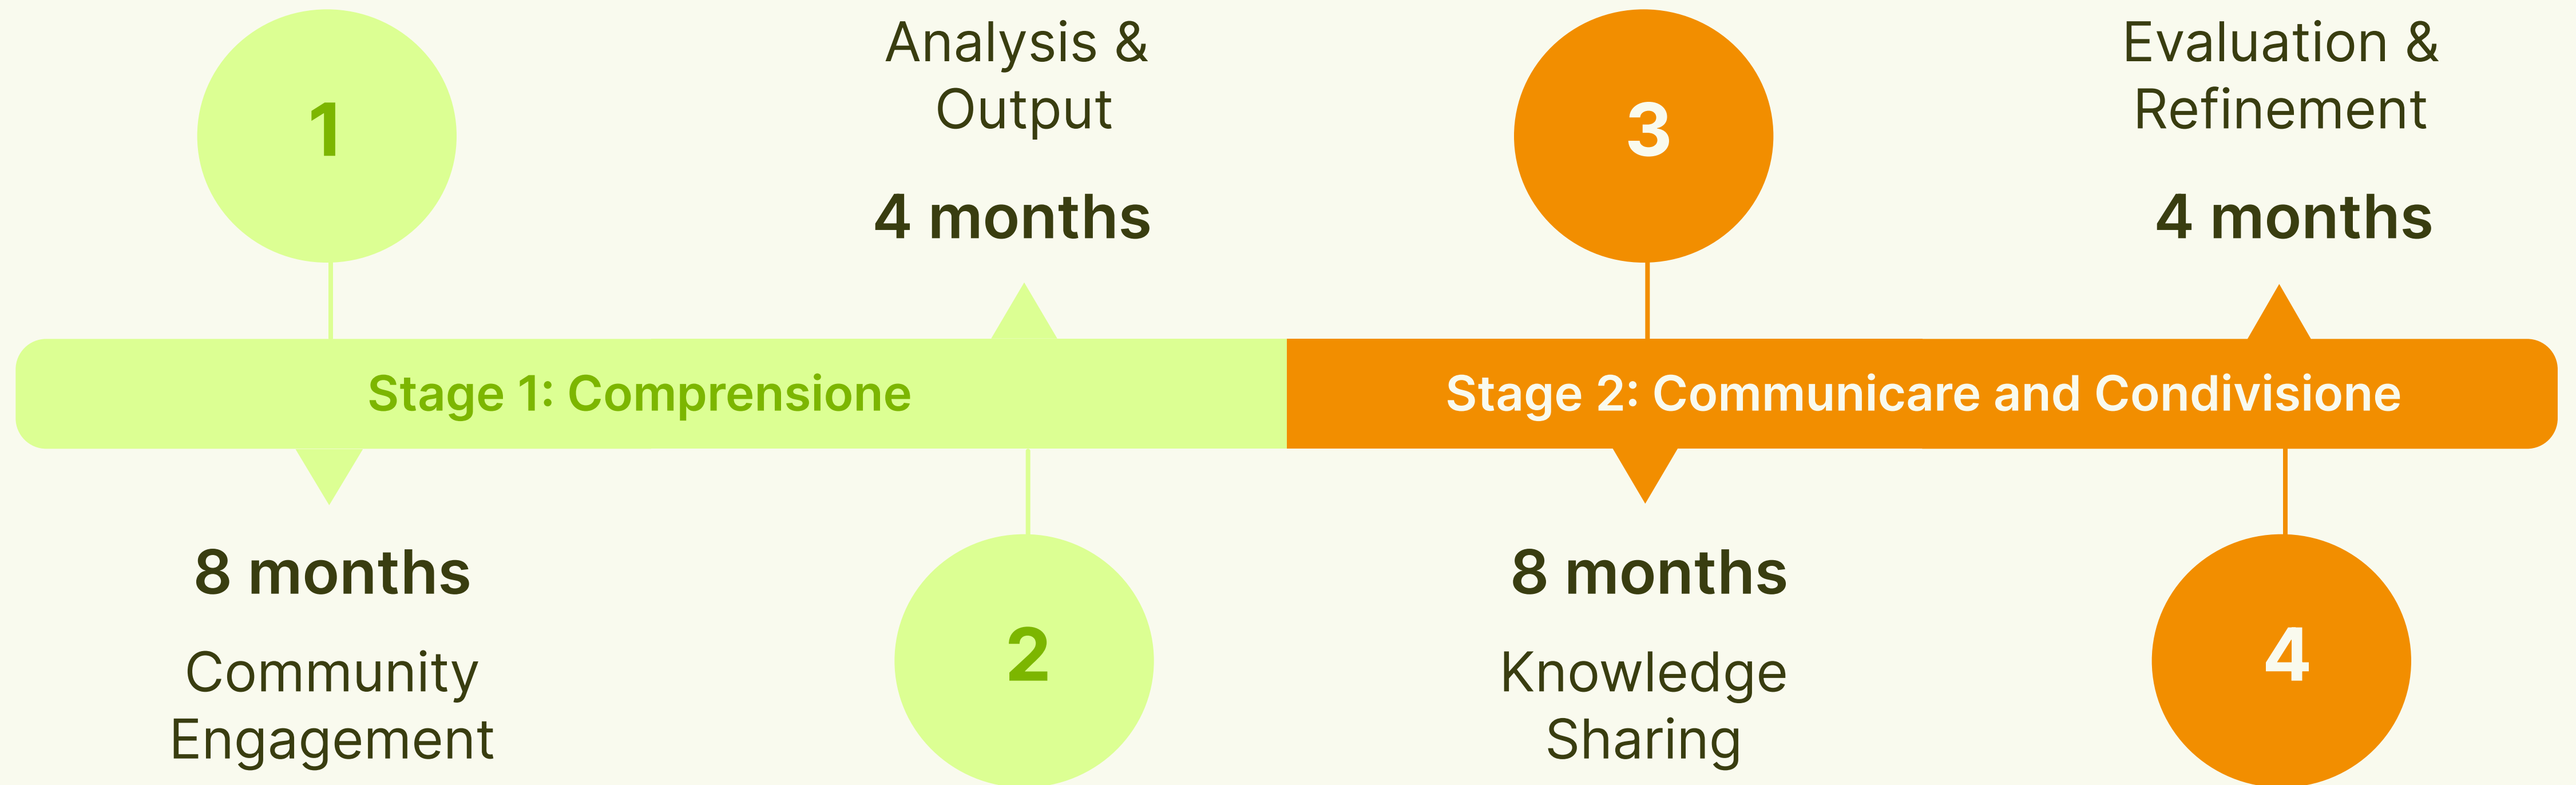 1
Analysis &
Output
4 months
3
Evaluation &
Refinement
4 months
Stage 1: Comprensione
Stage 2: Communicare and Condivisione
8 months
Community
Engagement
2
8 months
Knowledge
Sharing
4